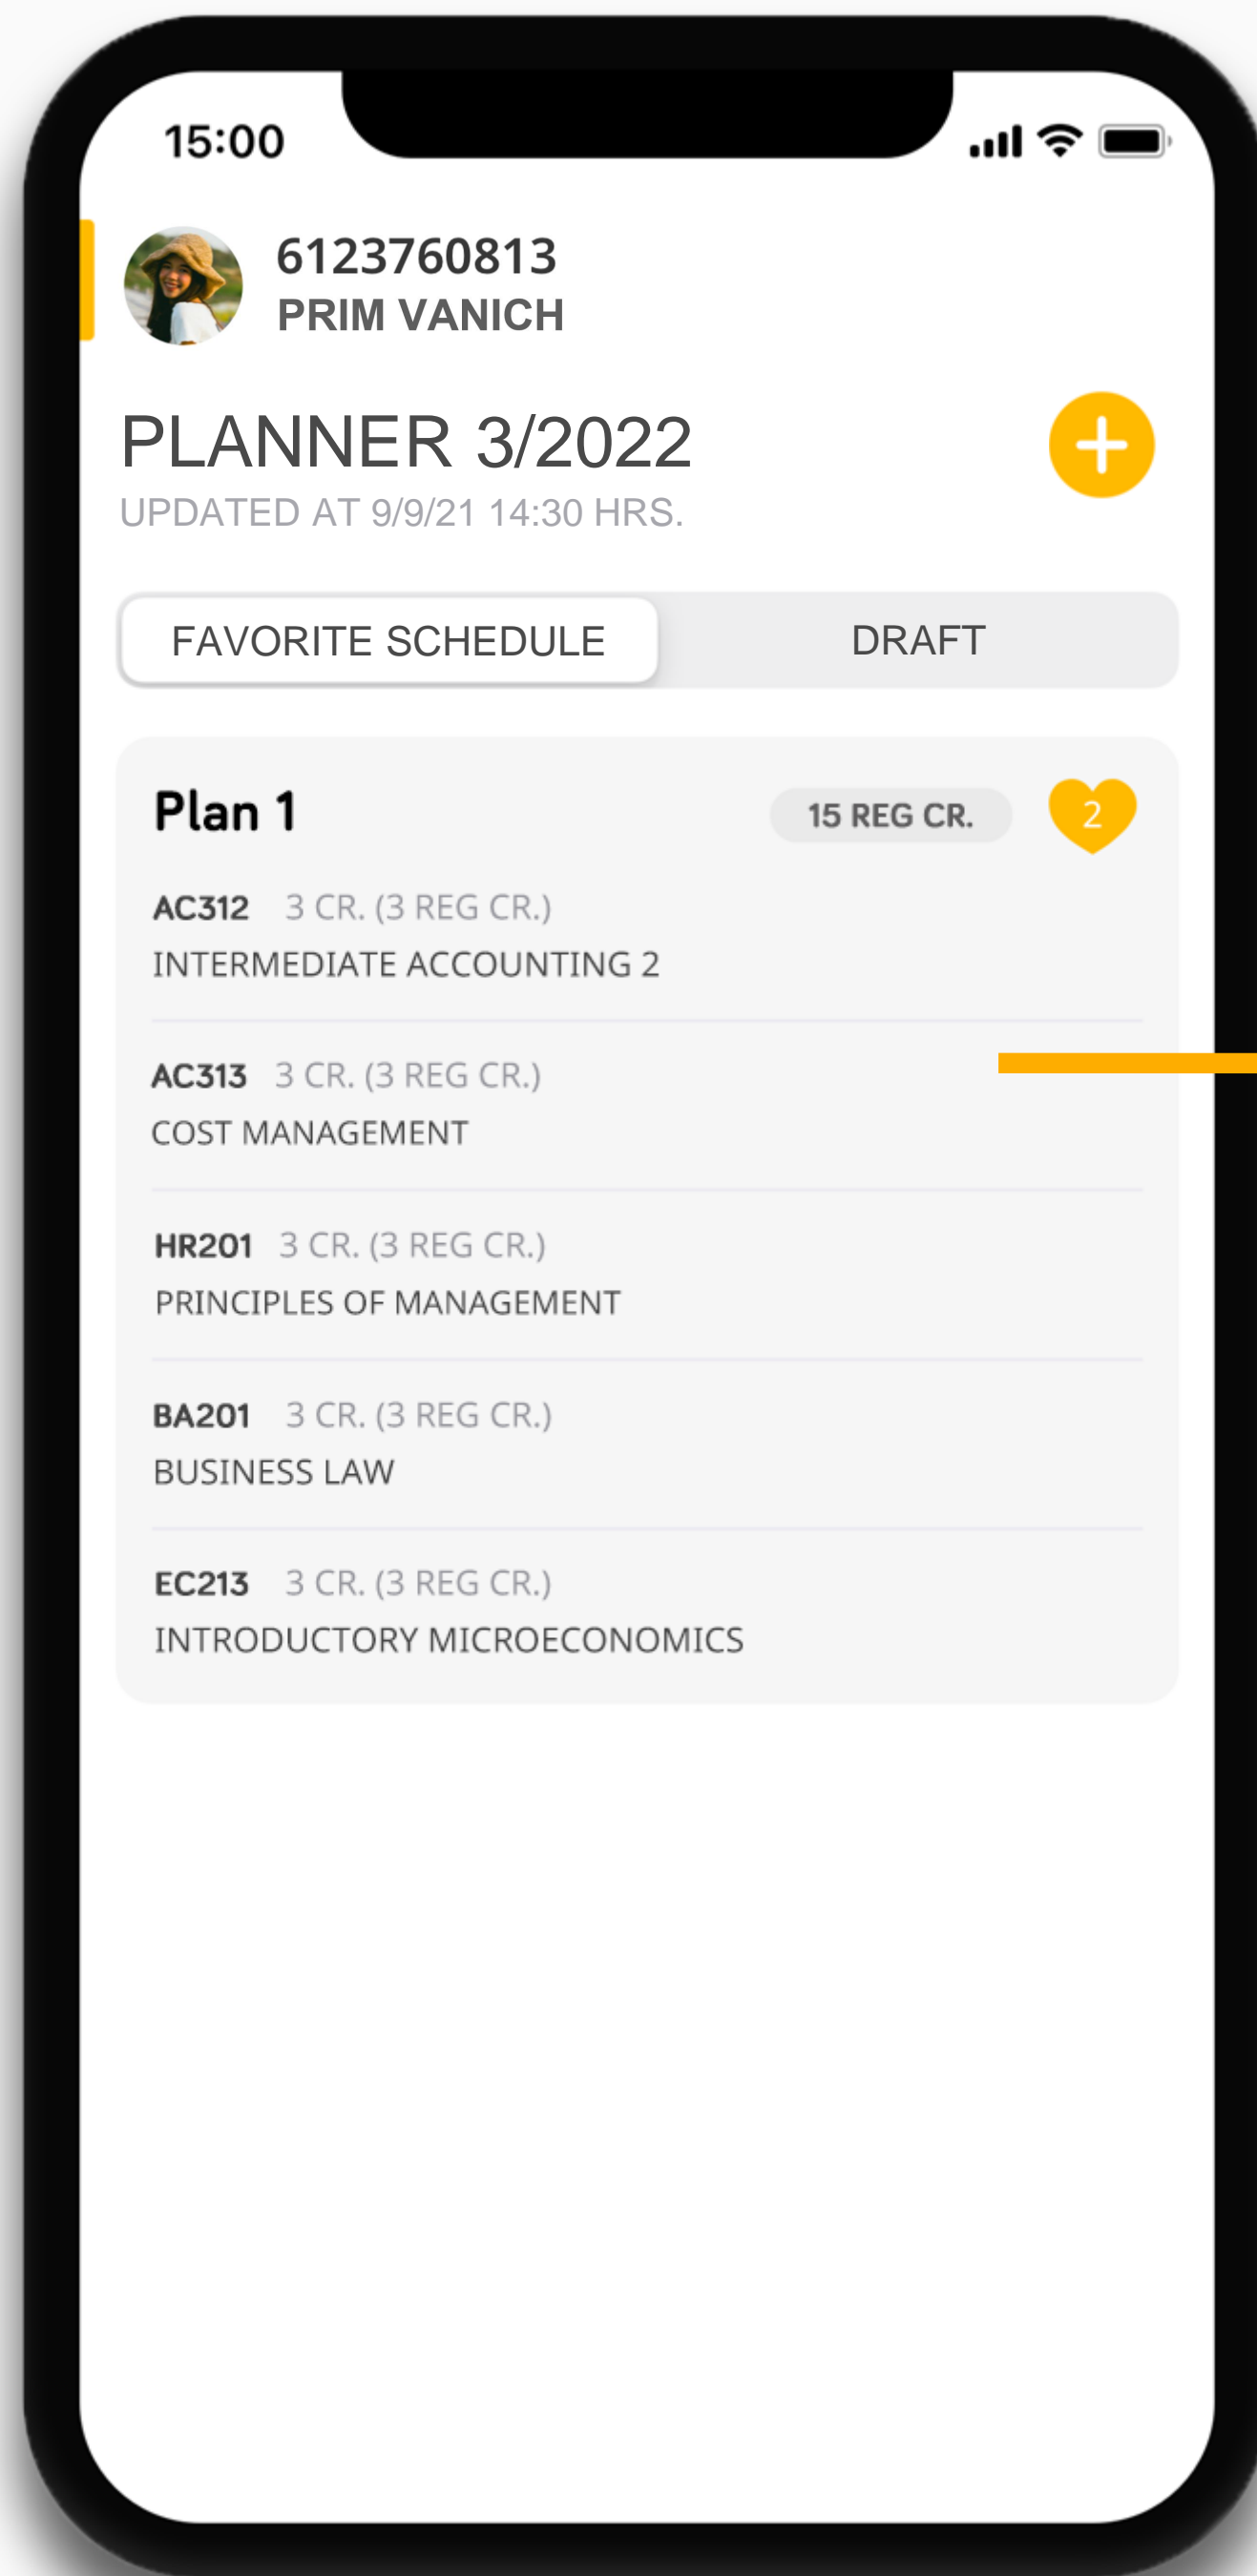 15:00
6123760813
PRIM VANICH
PLANNER 3/2022
UPDATED AT 9/9/21 14:30 HRS.
FAVORITE SCHEDULE DRAFT
Plan 1 15 REG CR. 2
AC312 3 CR. (3 REG CR.)
INTERMEDIATE ACCOUNTING 2
AC313 3 CR. (3 REG CR.)
COST MANAGEMENT
HR201 3 CR. (3 REG CR.)
PRINCIPLES OF MANAGEMENT
BA201 3 CR. (3 REG CR.)
BUSINESS LAW
EC213 3 CR. (3 REG CR.)
INTRODUCTORY MICROECONOMICS